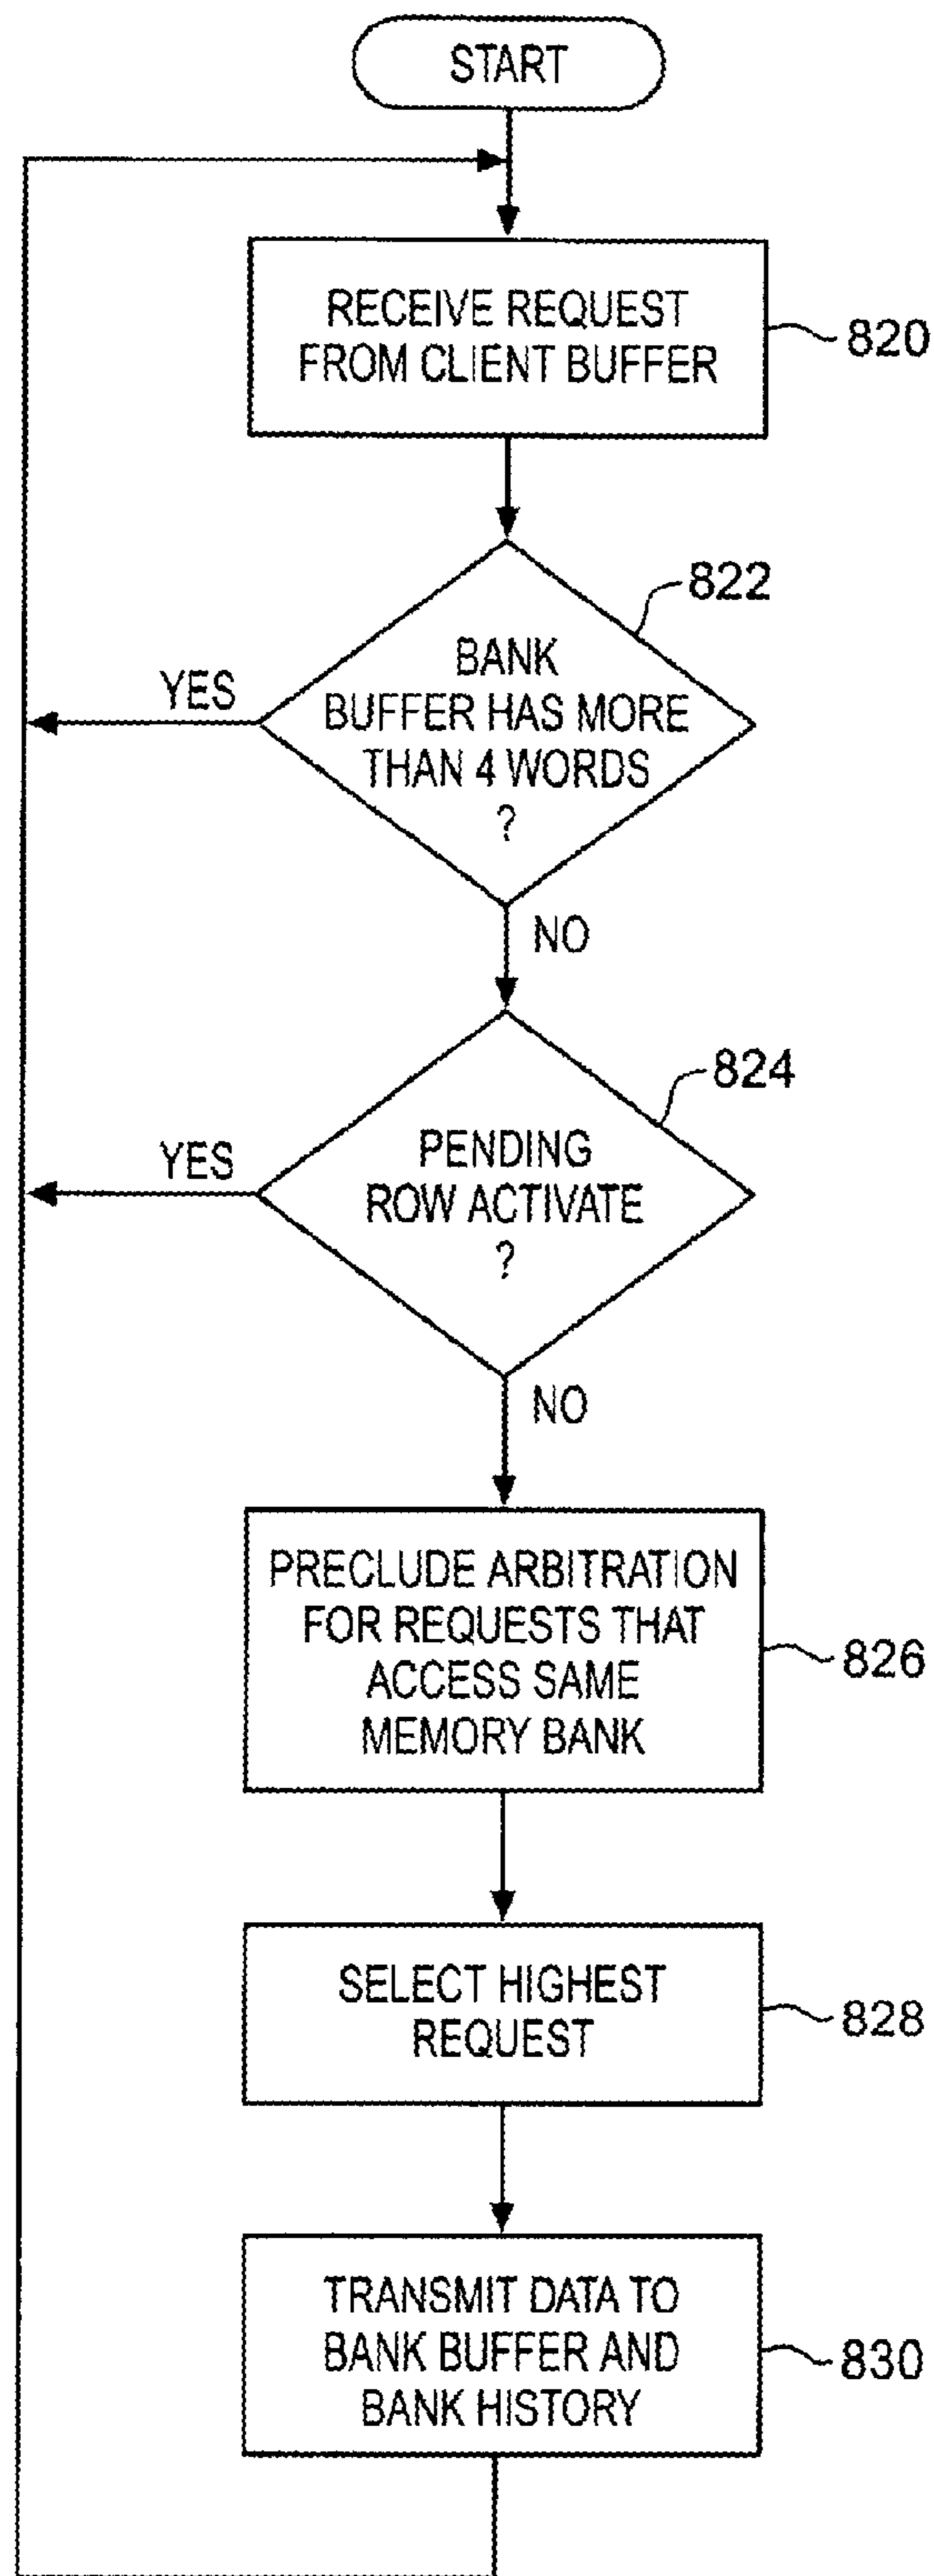 START
RECEIVE REQUEST
FROM CLIENT BUFFER
820
822
BANK
BUFFER HAS MORE
THAN 4 WORDS
?
YES
NO
824
PENDING
ROW ACTIVATE
?
YES
NO
PRECLUDE ARBITRATION
FOR REQUESTS THAT
ACCESS SAME
MEMORY BANK
826
SELECT HIGHEST
REQUEST
828
TRANSMIT DATA TO
BANK BUFFER AND
BANK HISTORY
830